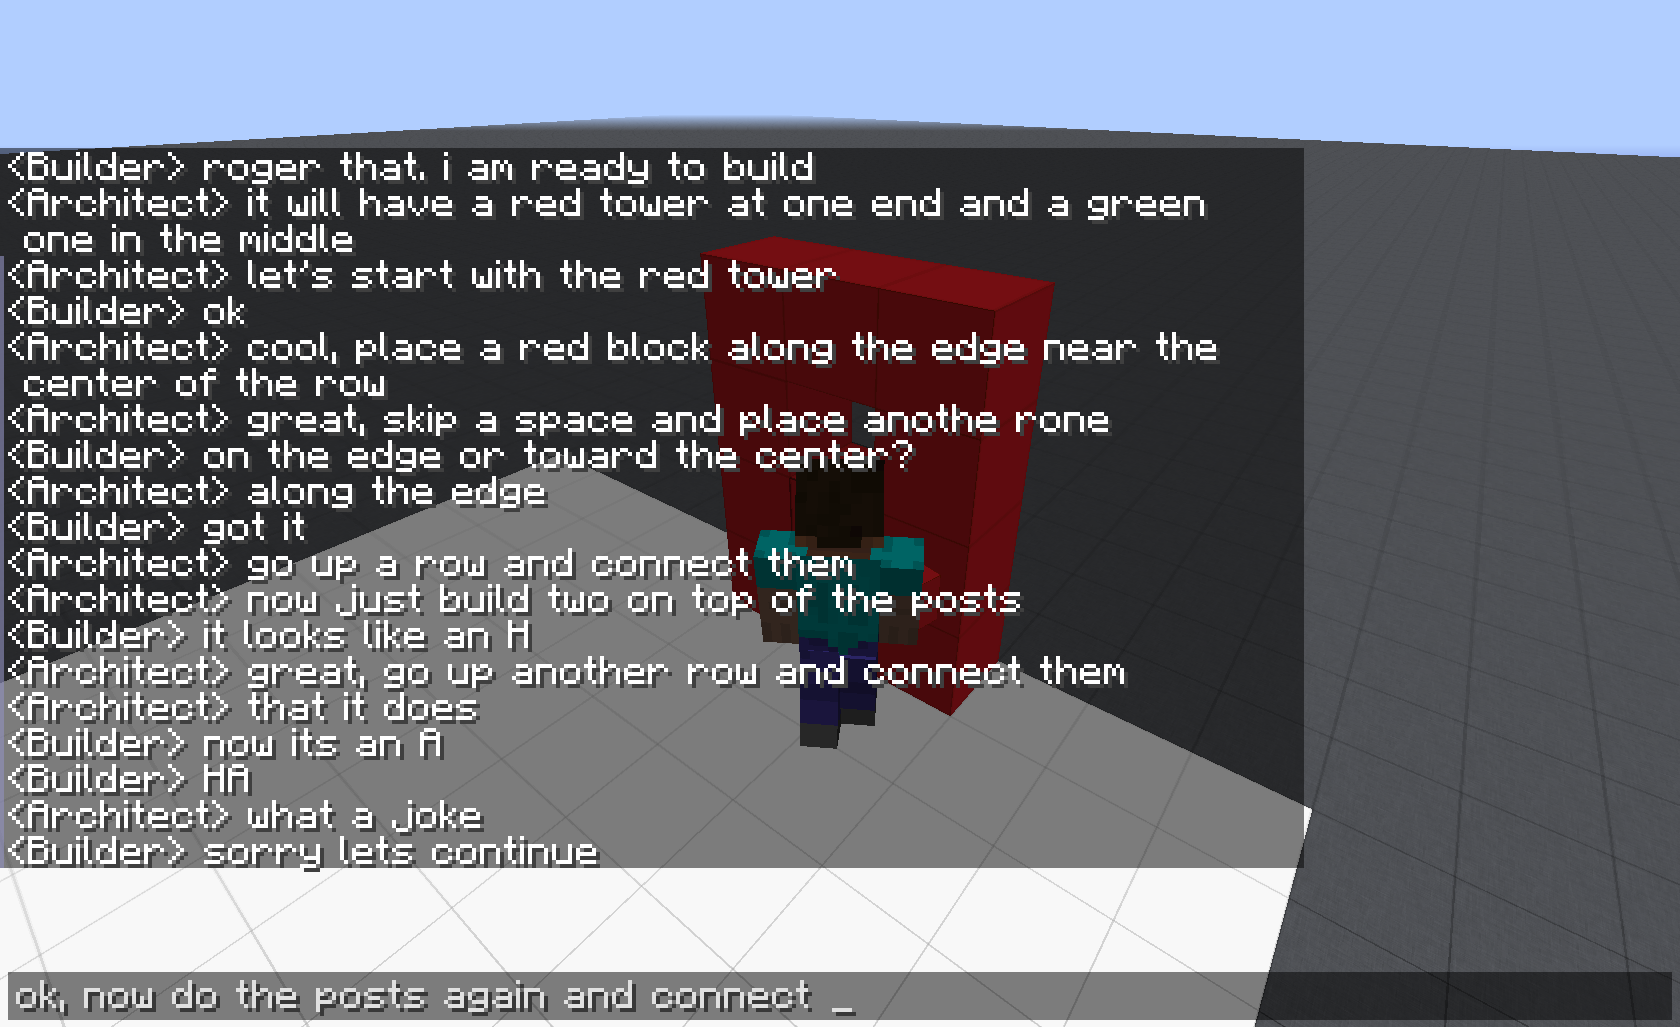 <Builder> roger that, i am ready to build
<Architect> it will have a red tower at one end and a green
one in the middle
<Architect> let's start with the red tower
<Builder> ok
<Architect> cool, place a red block along the edge near the
center of the row
<Architect> great, skip a space and place anothe rone
<Builder> on the edge or toward the center?
<Architect> along the edge
<Builder> got it
<Architect> go up a row and connect them
<Architect> now just build two on top of the posts
<Builder> it looks like an H
<Architect> great, go up another row and connect them
<Architect> that it does
<Builder> now its an A
<Builder> HA
<Architect> what a joke
<Builder> sorry lets continue
ok, now do the posts again and connect _